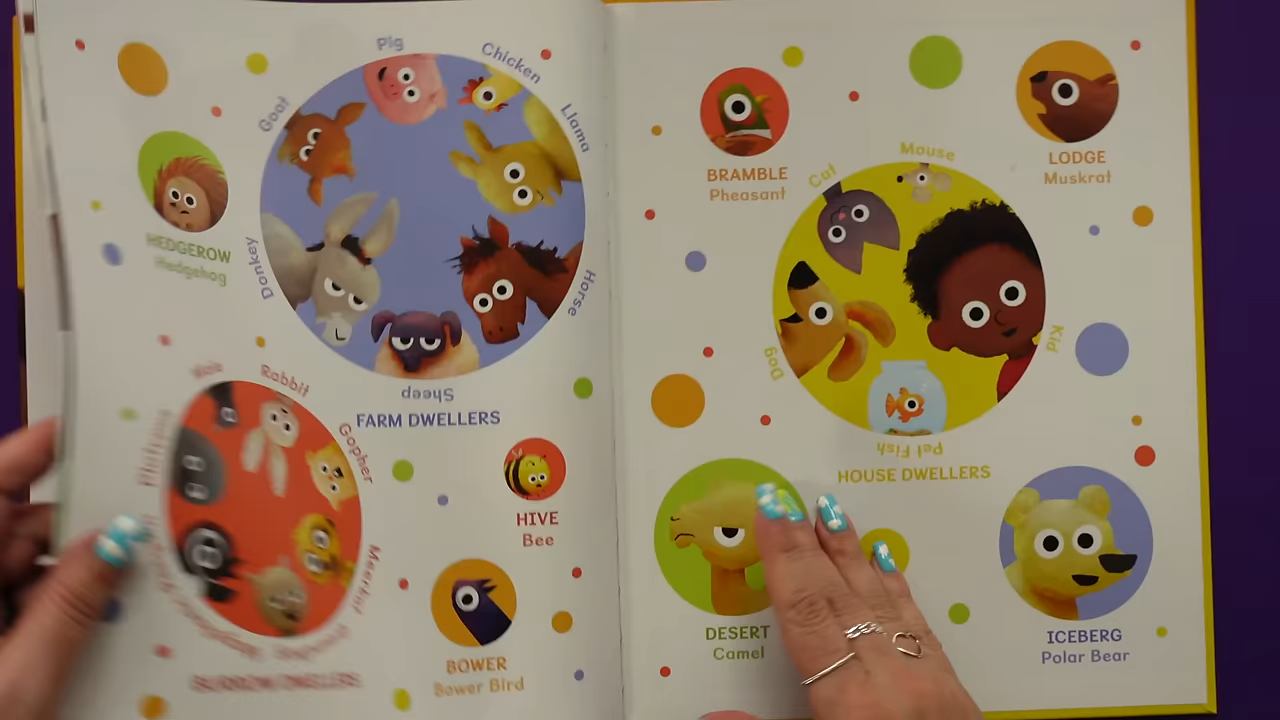 Pig
Chicken
Goat
Llama
Donkey
Horse
Sheep
FARM DWELLERS
HEDGEROW
Hedgehog
Rabbit
Gopher
Meerkat
HIVE
Bee
BOWER
Bower Bird
BRAMBLE
Pheasant
LODGE
Muskrat
Mouse
Cat
Dog
Kid
Pet Fish
HOUSE DWELLERS
DESERT
Camel
ICEBERG
Polar Bear